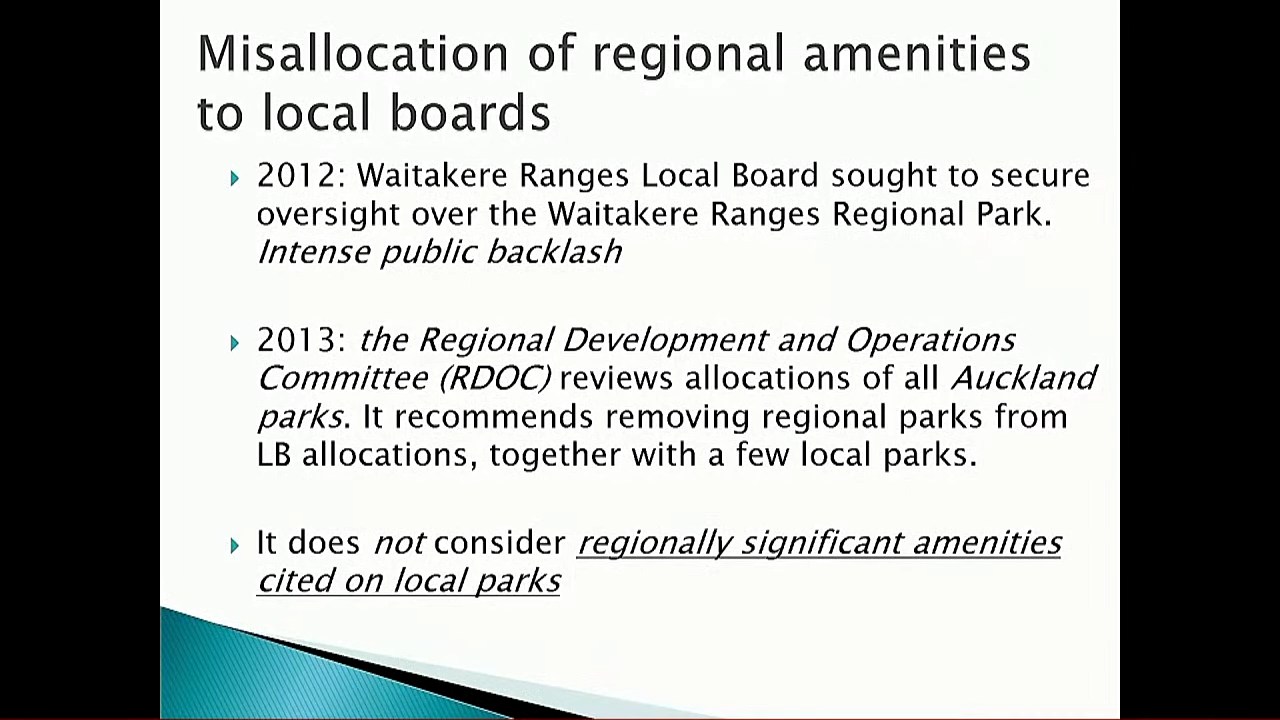 Misallocation of regional amenities
to local boards
2012: Waitakere Ranges Local Board sought to secure
oversight over the Waitakere Ranges Regional Park.
Intense public backlash
2013: the Regional Development and Operations
Committee (RDOC) reviews allocations of all Auckland
parks. It recommends removing regional parks from
LB allocations, together with a few local parks.
It does not consider regionally significant amenities
cited on local parks